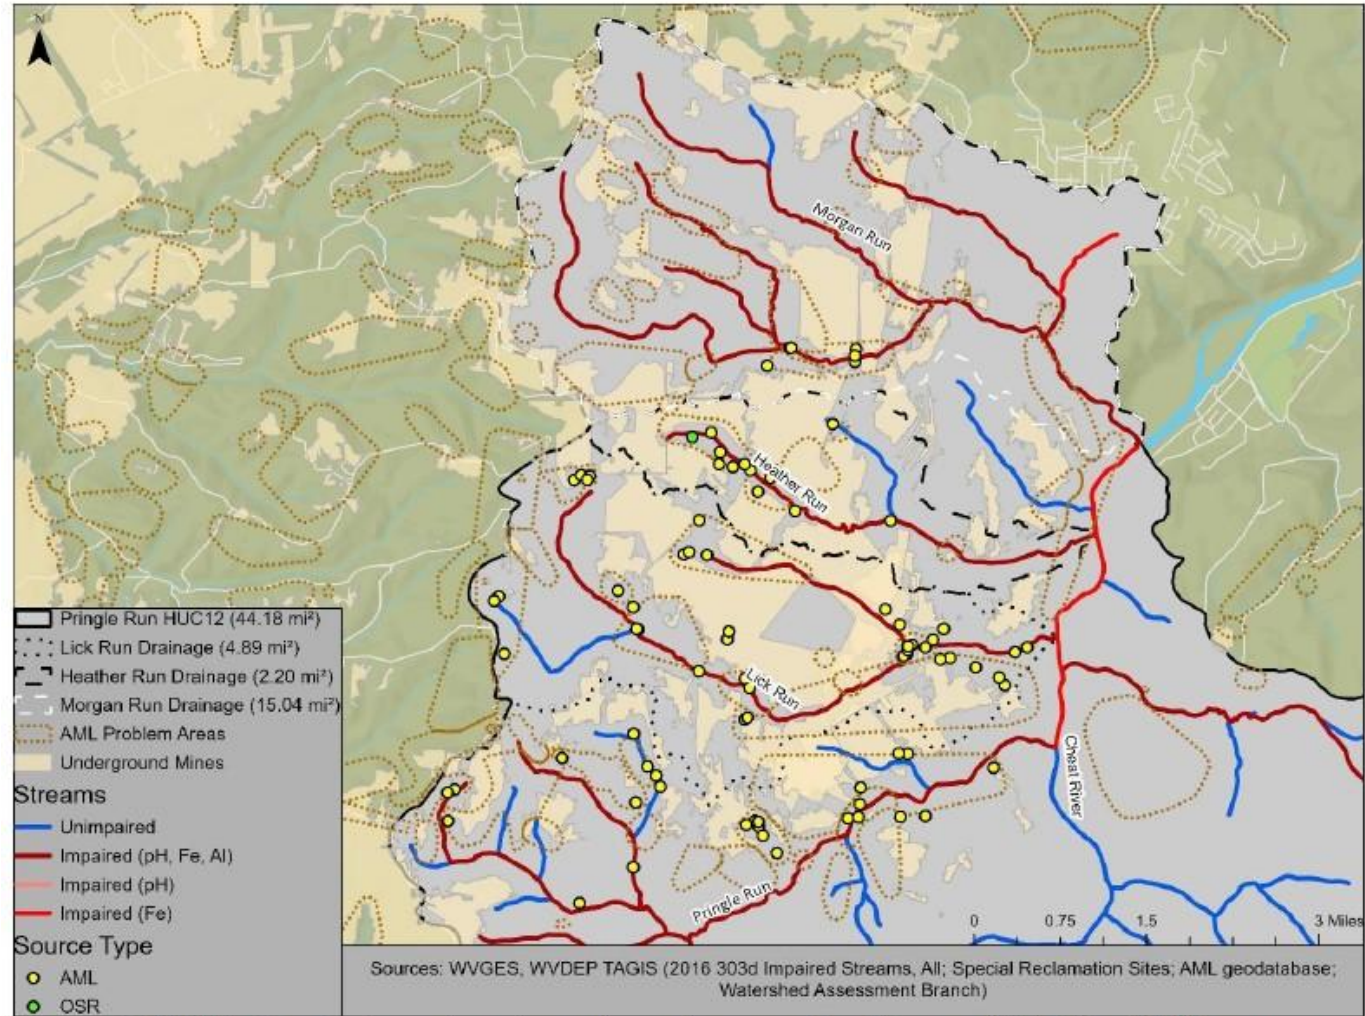 N
Morgan Run
Heather Run
Lick Run
Cheat River
Pringle Run
Pringle Run HUC12 (44.18 mi²)
Lick Run Drainage (4.89 mi²)
Heather Run Drainage (2.20 mi²)
Morgan Run Drainage (15.04 mi²)
AML Problem Areas
Underground Mines
Streams
Unimpaired
Impaired (pH, Fe, Al)
Impaired (pH)
Impaired (Fe)
Source Type
AML
OSR
0 0.75 1.5 3 Miles
Sources: WVGES, WVDEP TAGIS (2016 303d Impaired Streams, All; Special Reclamation Sites; AML geodatabase;
Watershed Assessment Branch)